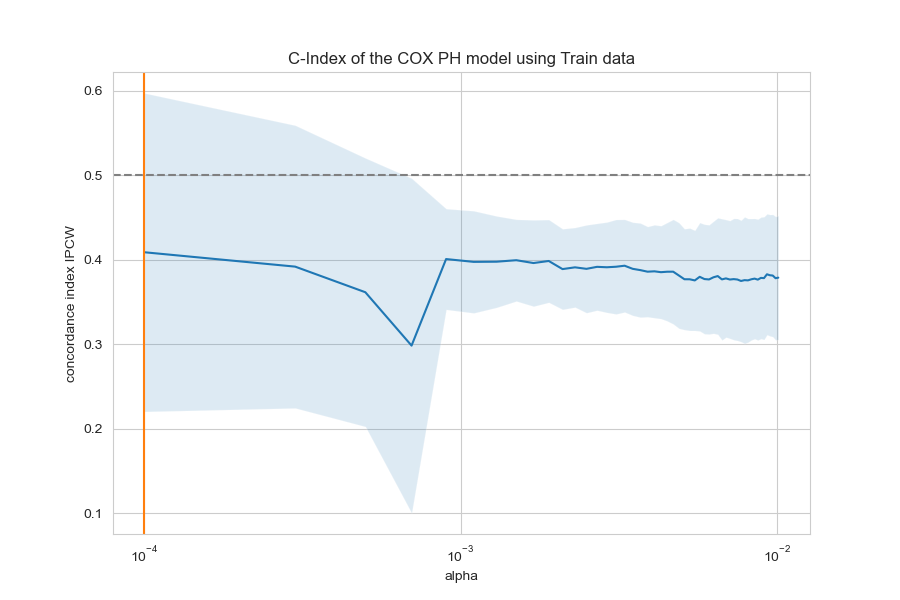 C-Index of the COX PH model using Train data
concordance index IPCW
0.6
0.5
0.4
0.3
0.2
0.1
10⁻⁴ 10⁻³ 10⁻²
alpha